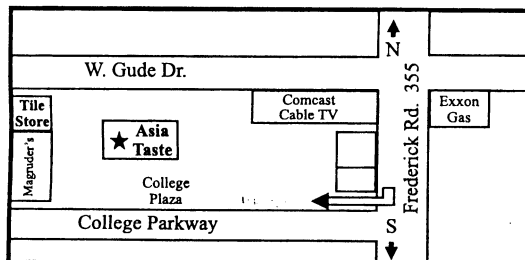 N
W. Gude Dr.
Frederick Rd. 355
Tile
Store
Comcast
Cable TV
Exxon
Gas
Asia
Taste
Magruder's
College
Plaza
College Parkway
S